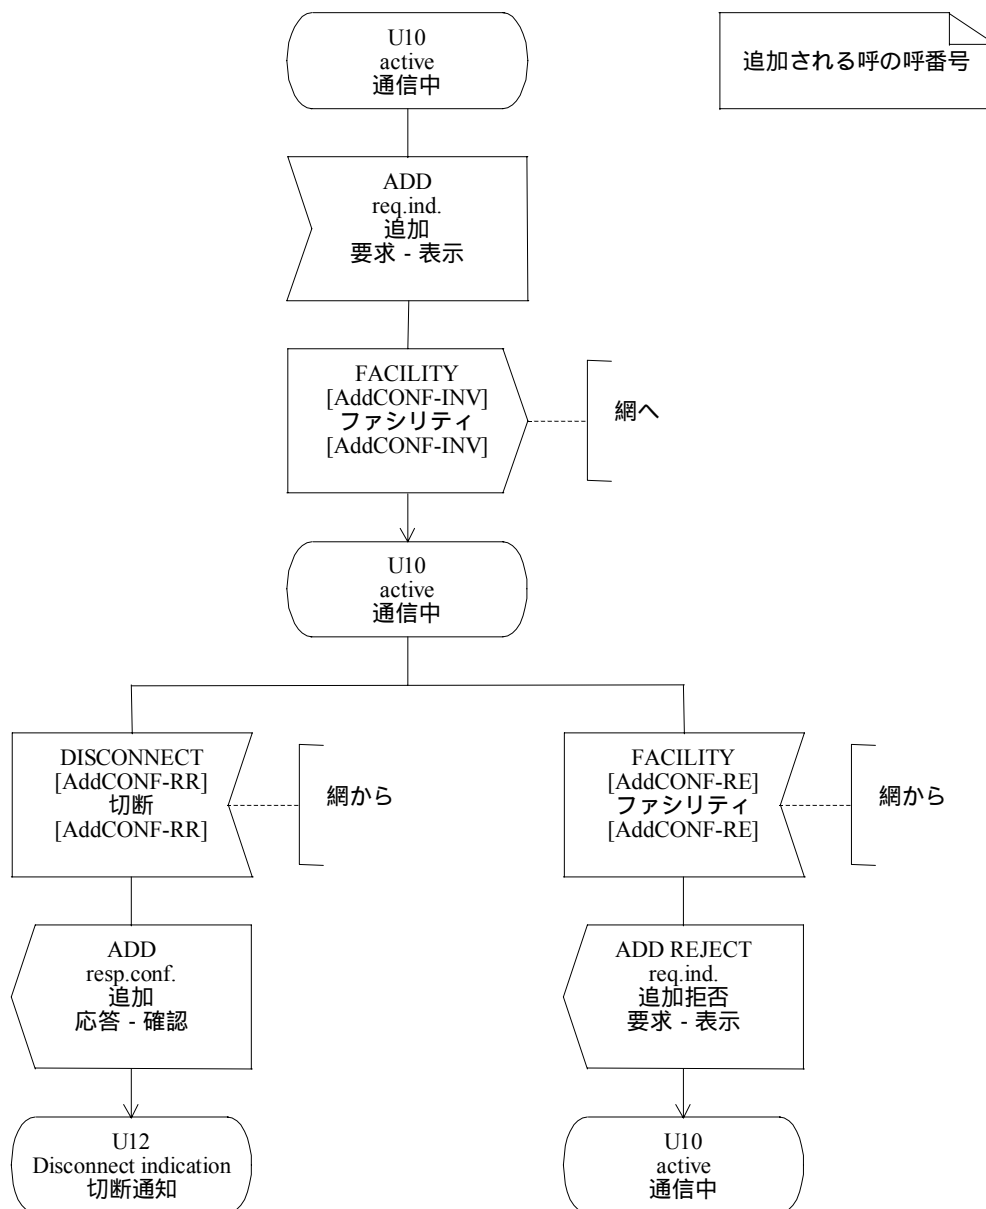 U10
active
通信中
追加される呼の呼番号
ADD
req.ind.
追加
要求 - 表示
FACILITY
[AddCONF-INV]
ファシリティ
[AddCONF-INV]
網へ
U10
active
通信中
DISCONNECT
[AddCONF-RR]
切断
[AddCONF-RR]
網から
FACILITY
[AddCONF-RE]
ファシリティ
[AddCONF-RE]
網から
ADD
resp.conf.
追加
応答 - 確認
ADD REJECT
req.ind.
追加拒否
要求 - 表示
U12
Disconnect indication
切断通知
U10
active
通信中